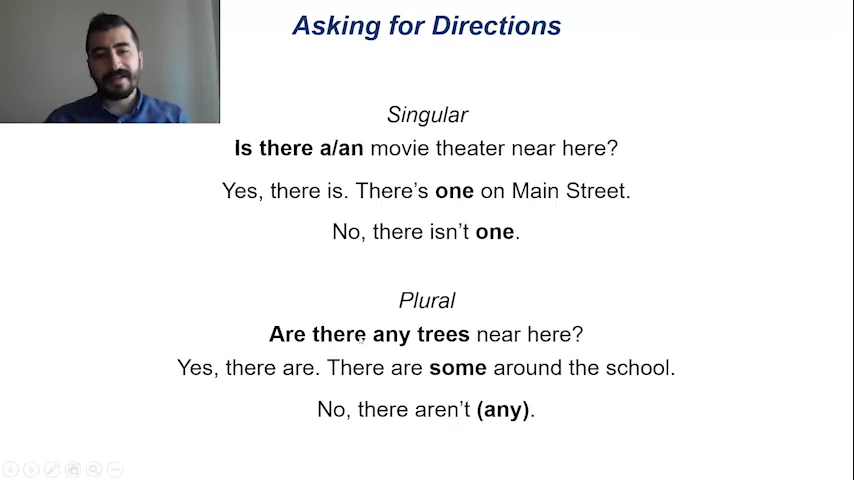 Asking for Directions
Singular
Is there a/an movie theater near here?
Yes, there is. There’s one on Main Street.
No, there isn’t one.
Plural
Are there any trees near here?
Yes, there are. There are some around the school.
No, there aren’t (any).